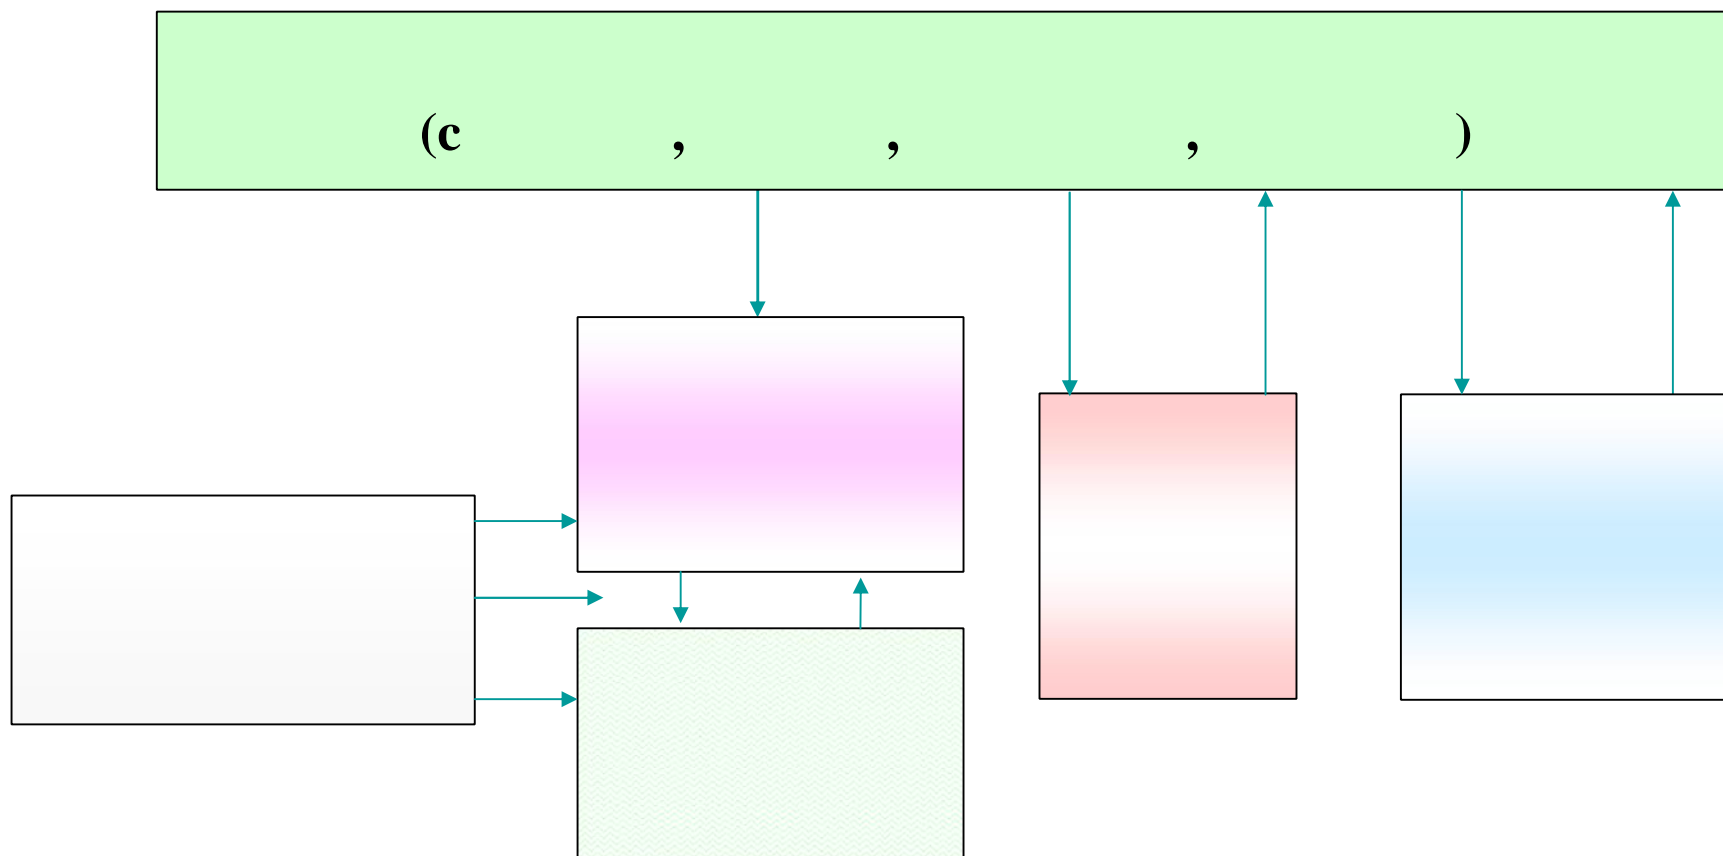 (c , , , )